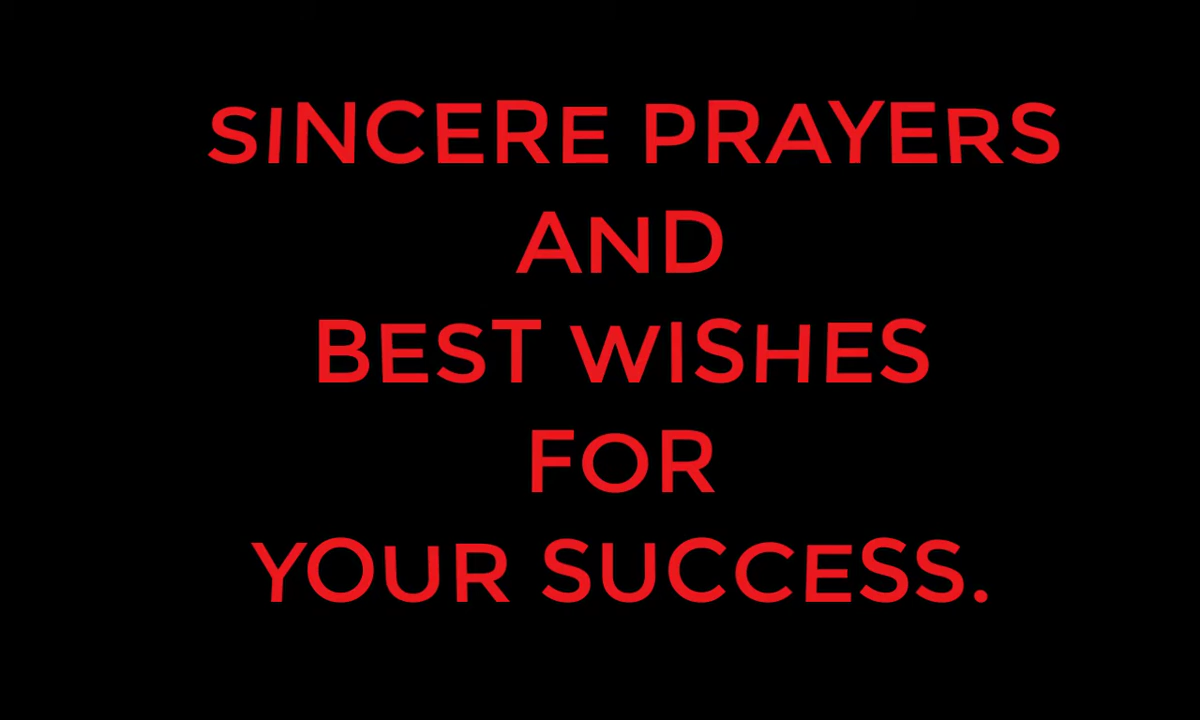 SINCERE PRAYERS
AND
BEST WISHES
FOR
YOUR SUCCESS.